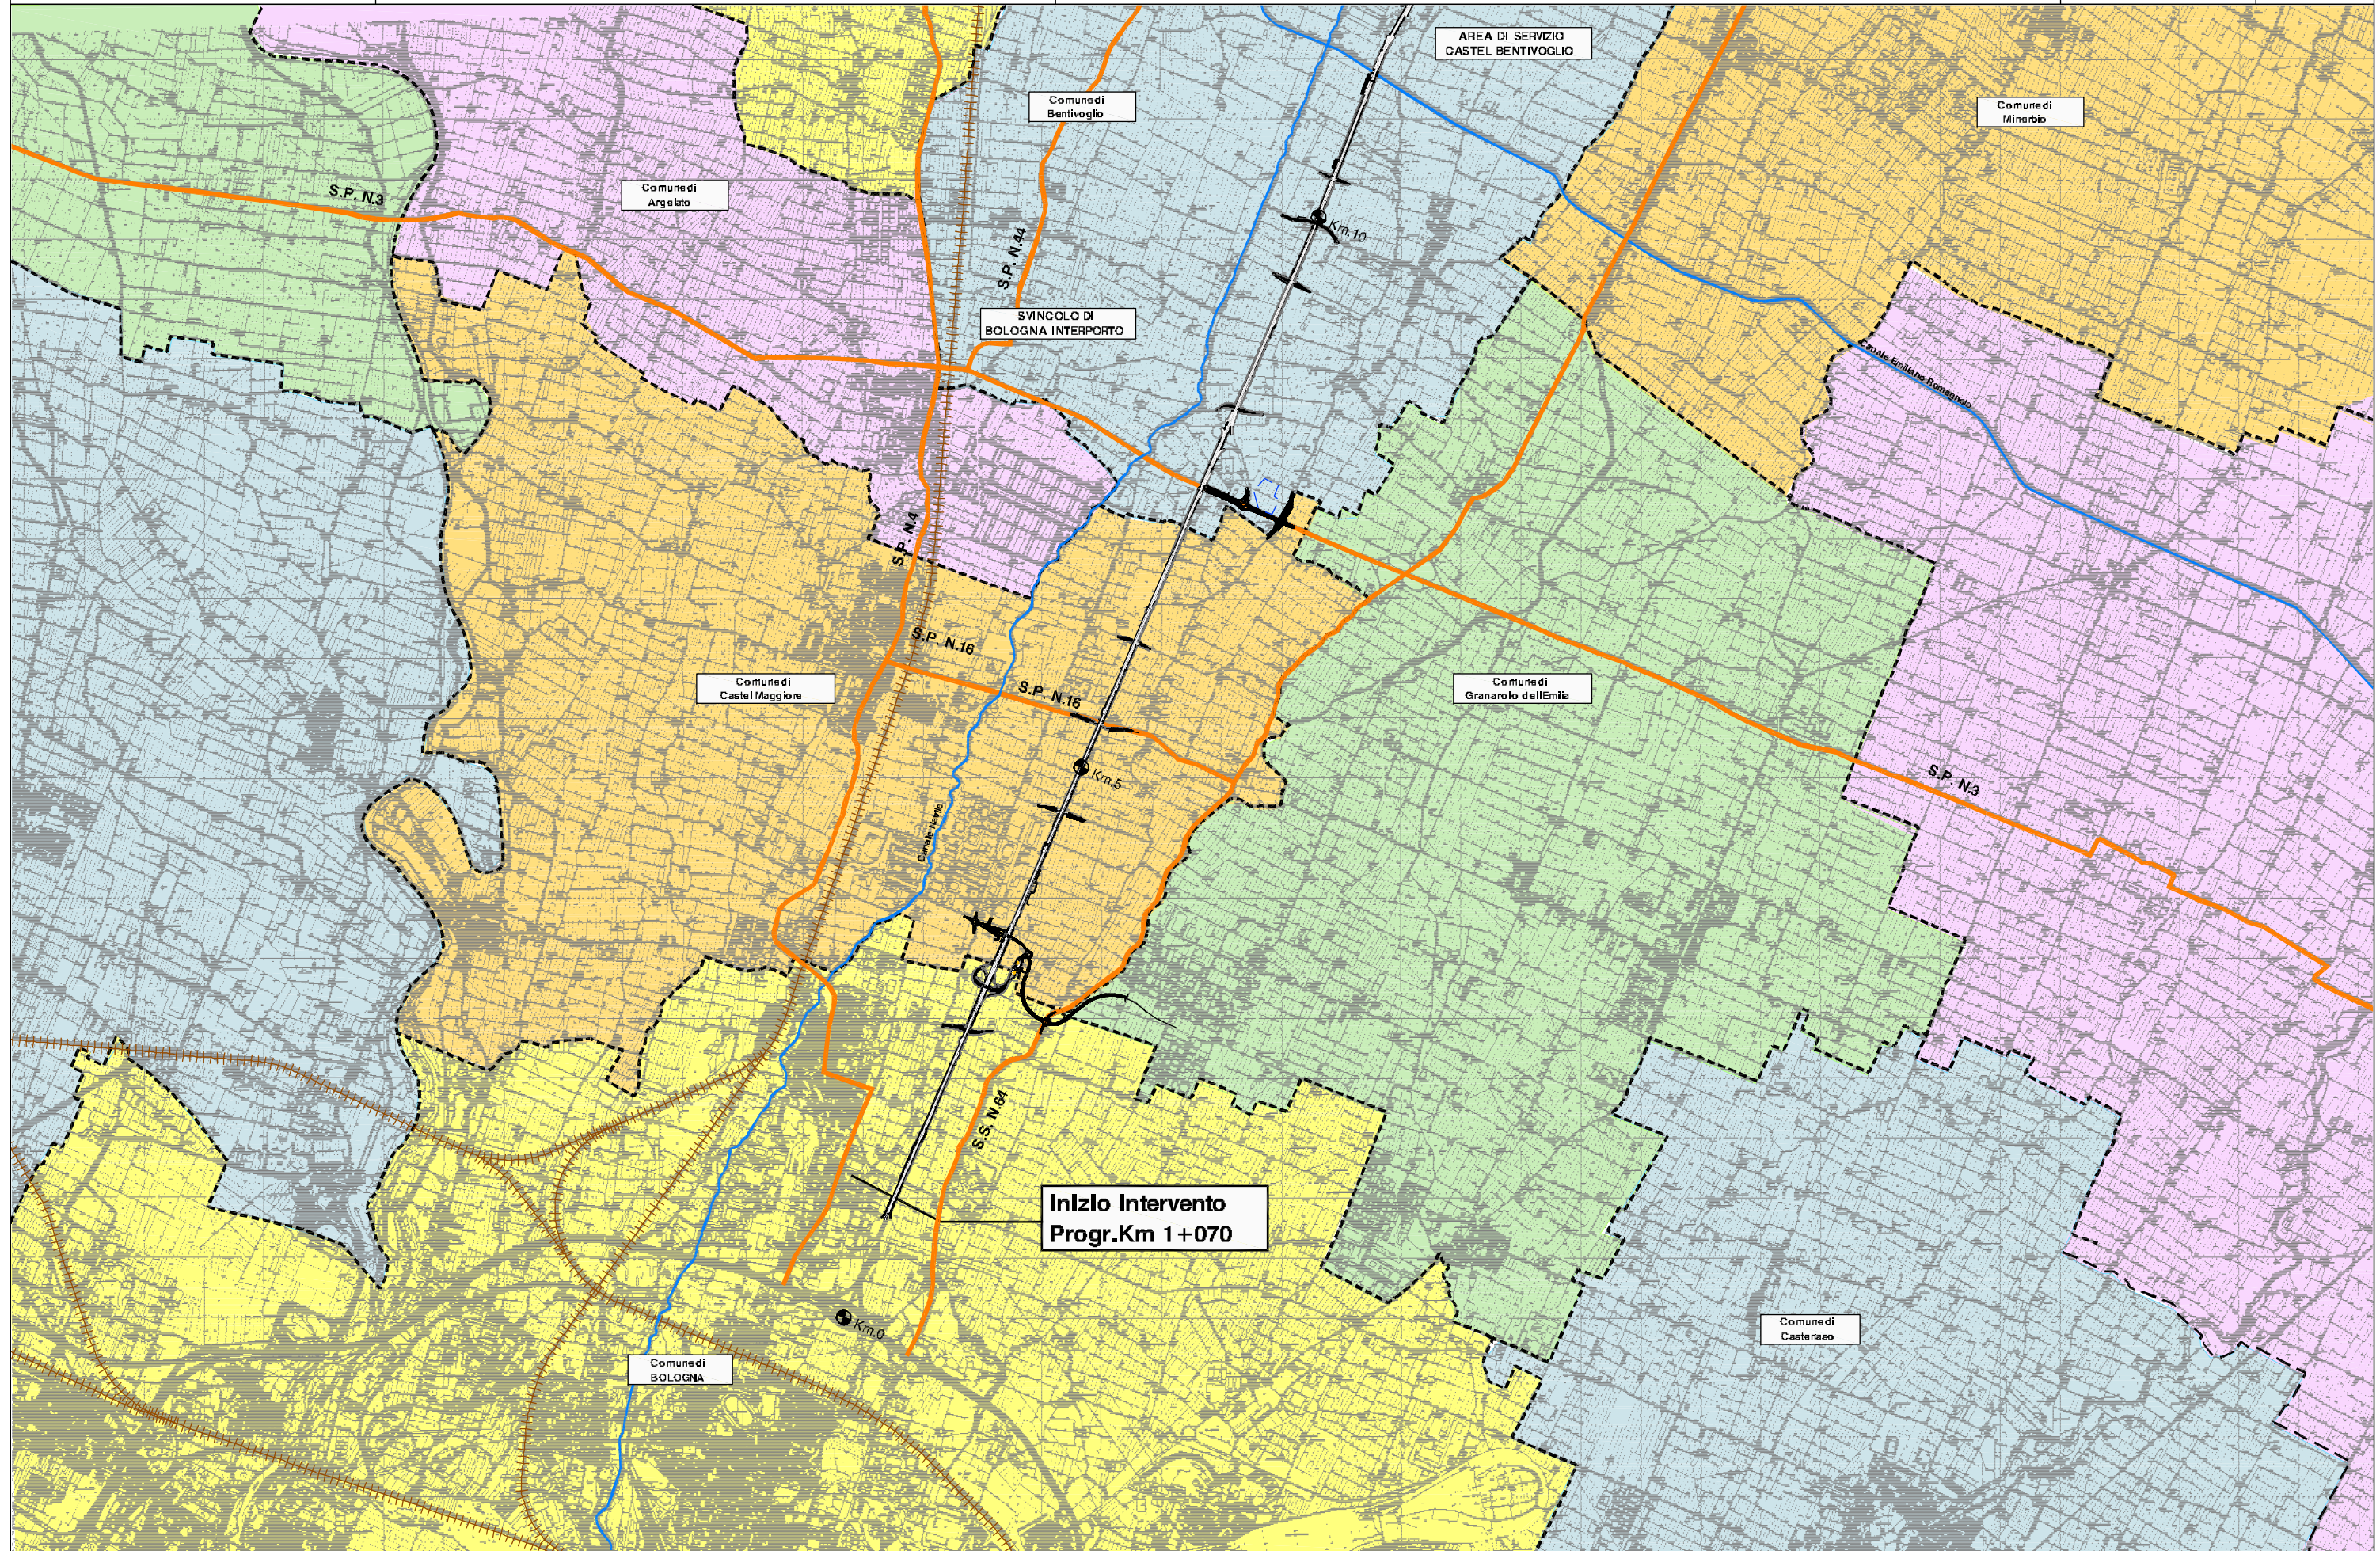 AREA DI SERVIZIO
CASTEL BENTIVOGLIO
Comune di
Bentivoglio
Comune di
Minerbio
S.P. N.3
Comune di
Argelato
Km.10
S.P. N.44
SVINCOLO DI
BOLOGNA INTERPORTO
Canale Emiliano Romagnolo
S.P. N.4
S.P. N.16
S.P. N.16
Comune di
Castel Maggiore
Comune di
Granarolo dell'Emilia
Km.5
S.P. N.3
Canale Navile
S.S. N.64
Inizio Intervento
Progr.Km 1+070
Km.0
Comune di
BOLOGNA
Comune di
Castenaso